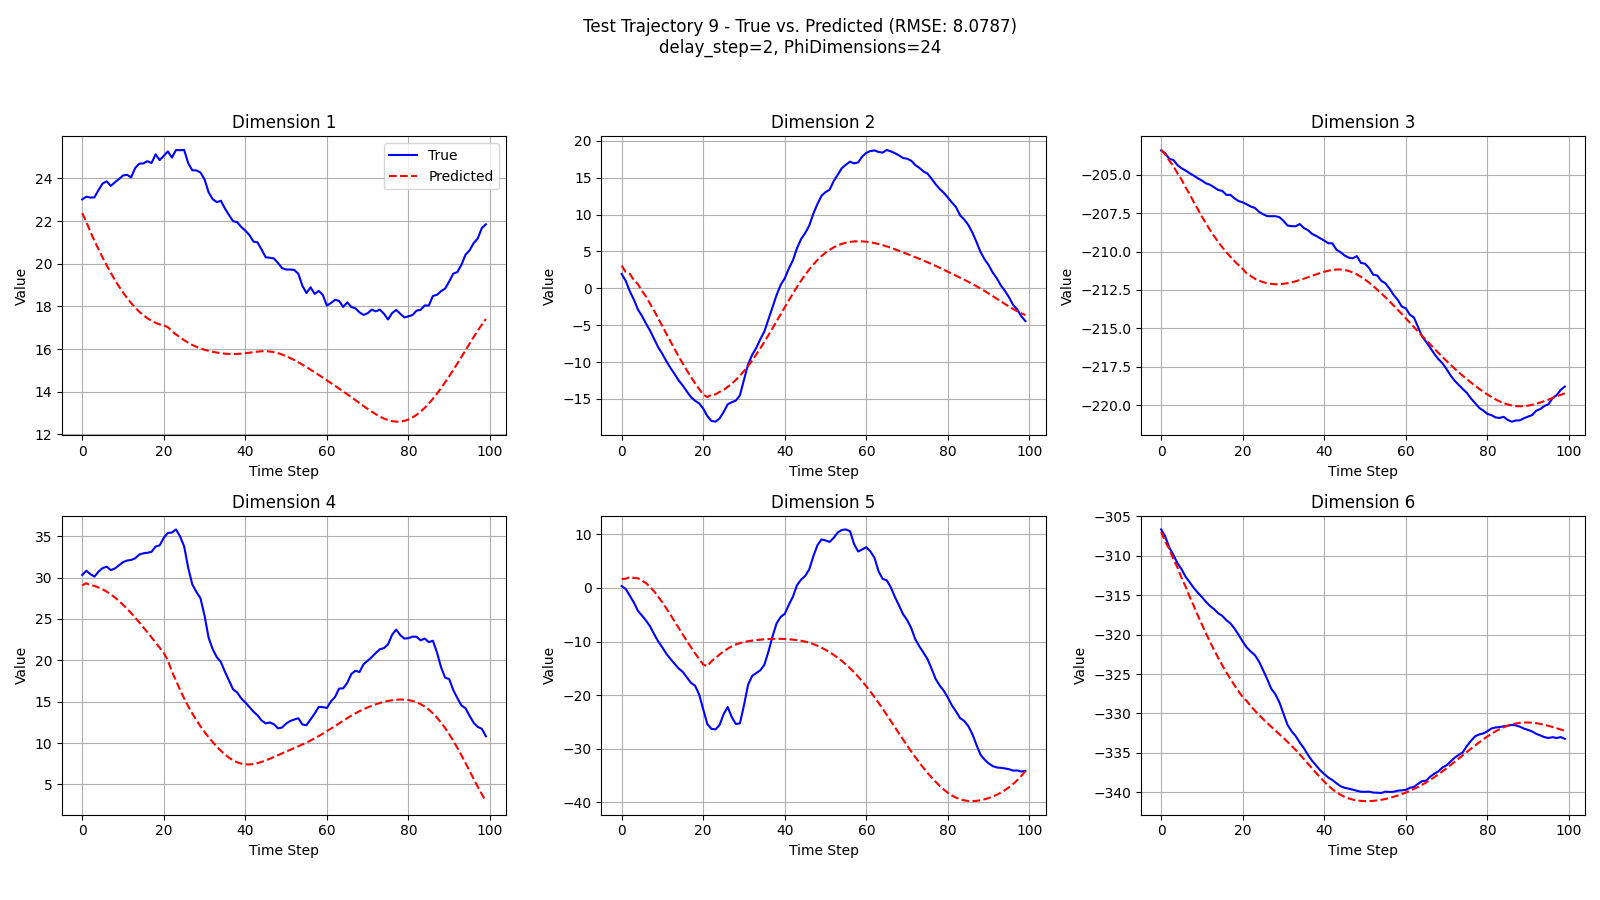 Test Trajectory 9 - True vs. Predicted (RMSE: 8.0787)
delay_step=2, PhiDimensions=24
Dimension 1
True
Predicted
24
22
20
18
16
14
12
Value
0 20 40 60 80 100
Time Step
Dimension 2
20
15
10
5
0
−5
−10
−15
Value
0 20 40 60 80 100
Time Step
Dimension 3
−205.0
−207.5
−210.0
−212.5
−215.0
−217.5
−220.0
Value
0 20 40 60 80 100
Time Step
Dimension 4
35
30
25
20
15
10
5
Value
0 20 40 60 80 100
Time Step
Dimension 5
10
0
−10
−20
−30
−40
Value
0 20 40 60 80 100
Time Step
Dimension 6
−305
−310
−315
−320
−325
−330
−335
−340
Value
0 20 40 60 80 100
Time Step